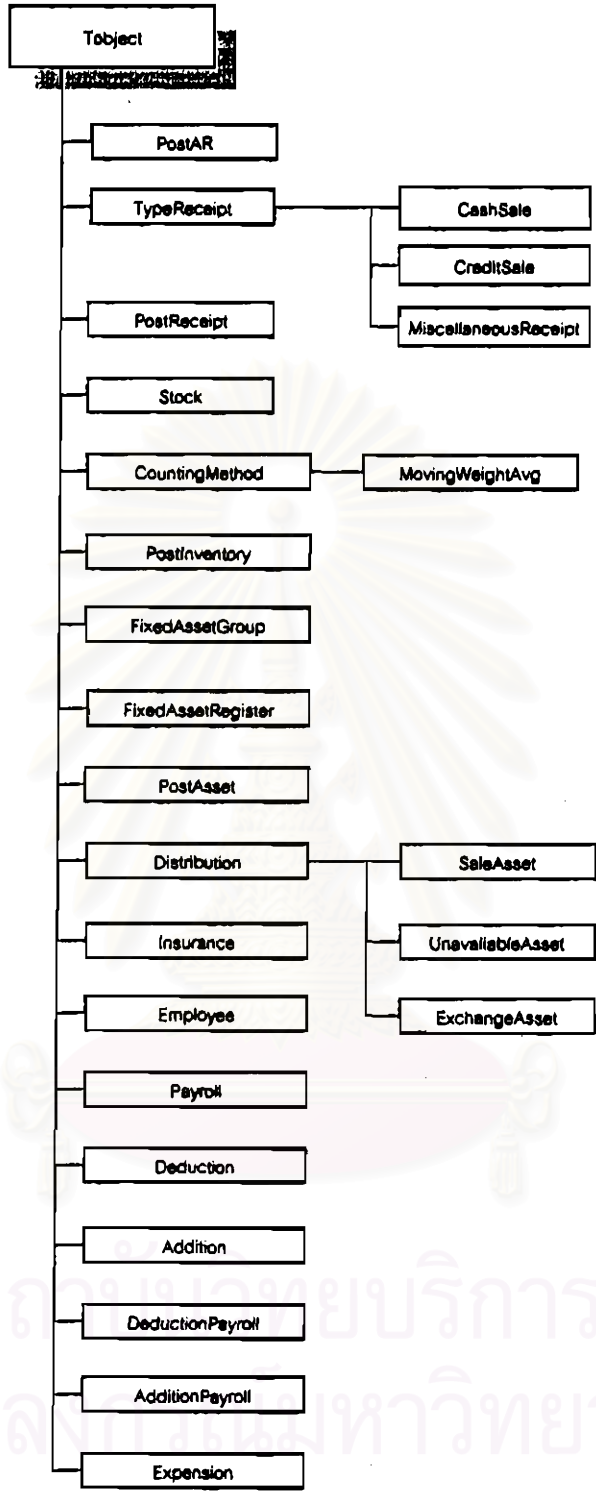 Tobject
PostAR
TypeReceipt
CashSale
CreditSale
PostReceipt
MiscellaneousReceipt
Stock
CountingMethod
MovingWeightAvg
PostInventory
FixedAssetGroup
FixedAssetRegister
PostAsset
Distribution
SaleAsset
Insurance
UnavailableAsset
Employee
ExchangeAsset
Payroll
Deduction
Addition
DeductionPayroll
AdditionPayroll
Expension